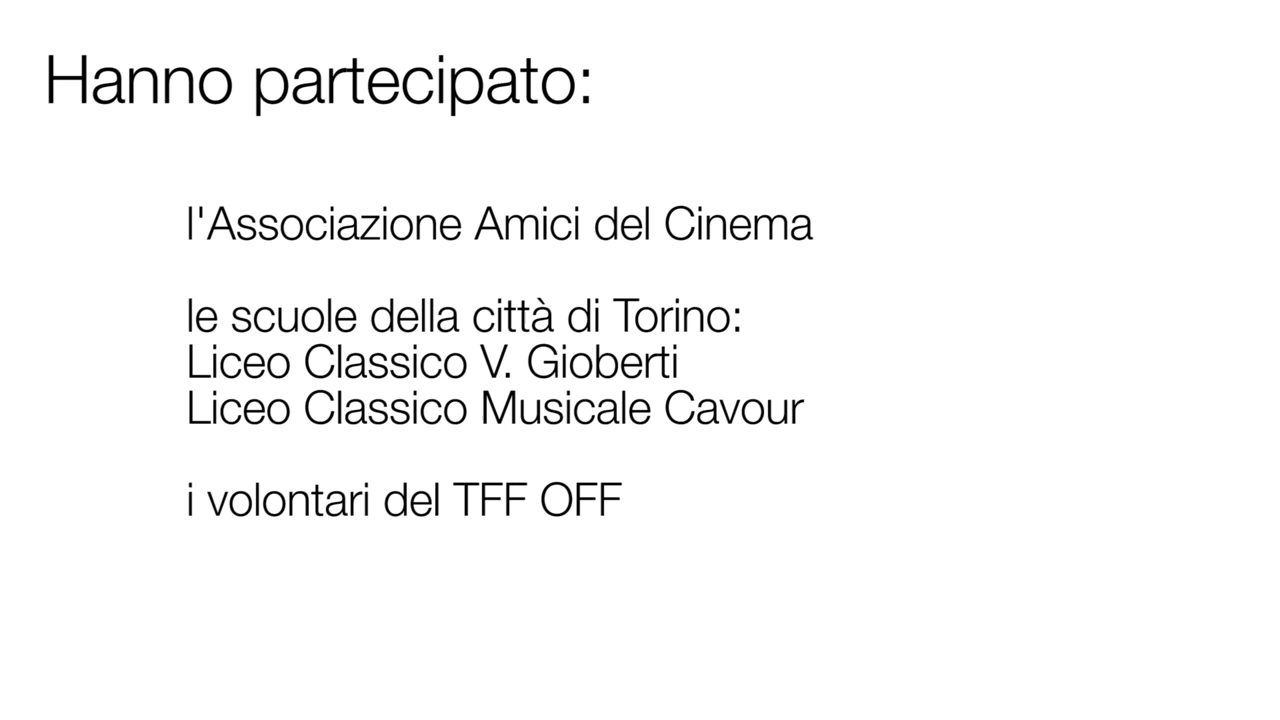 Hanno partecipato:
l'Associazione Amici del Cinema
le scuole della città di Torino:
Liceo Classico V. Gioberti
Liceo Classico Musicale Cavour
i volontari del TFF OFF